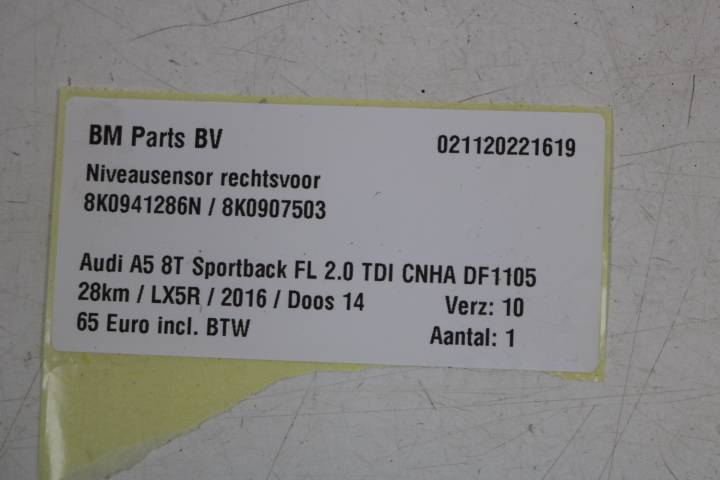 BM Parts BV 021120221619
Niveausensor rechtsvoor
8K0941286N / 8K0907503
Audi A5 8T Sportback FL 2.0 TDI CNHA DF1105
28km / LX5R / 2016 / Doos 14 Verz: 10
65 Euro incl. BTW Aantal: 1